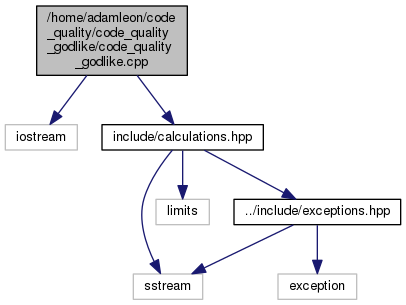 /home/adamleon/code
_quality/code_quality
_godlike/code_quality
_godlike.cpp
iostream
include/calculations.hpp
limits
../include/exceptions.hpp
sstream
exception